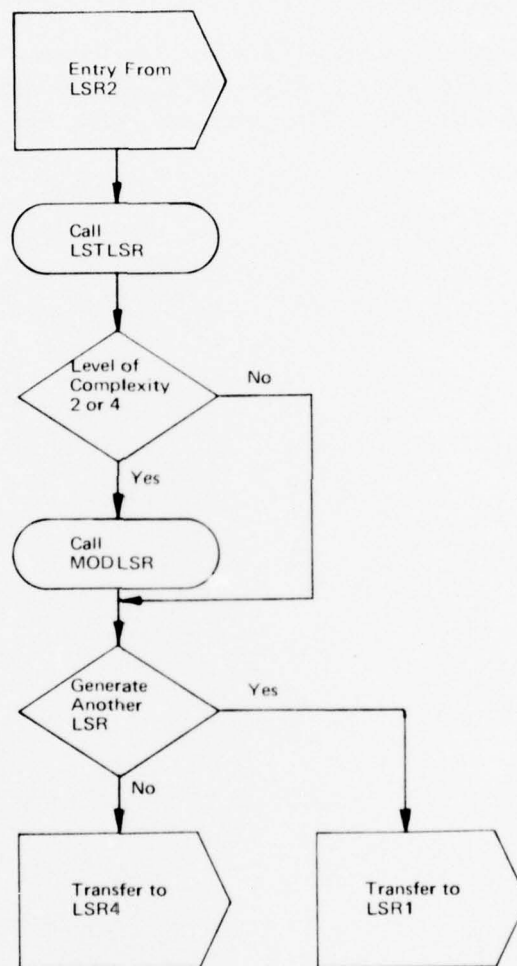 Entry From
LSR2
Call
LSTLSR
Level of
Complexity
2 or 4
No
Yes
Call
MODLSR
Generate
Another
LSR
Yes
No
Transfer to
LSR4
Transfer to
LSR1